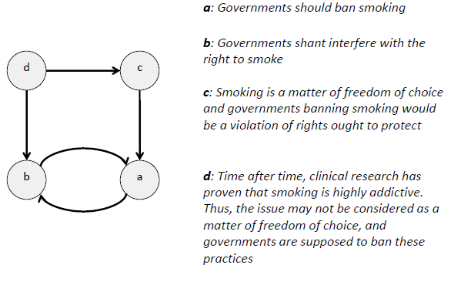 a: Governments should ban smoking
b: Governments shant interfere with the
right to smoke
d
c
c: Smoking is a matter of freedom of choice
and governments banning smoking would
be a violation of rights ought to protect
b
a
d: Time after time, clinical research has
proven that smoking is highly addictive.
Thus, the issue may not be considered as a
matter of freedom of choice, and
governments are supposed to ban these
practices